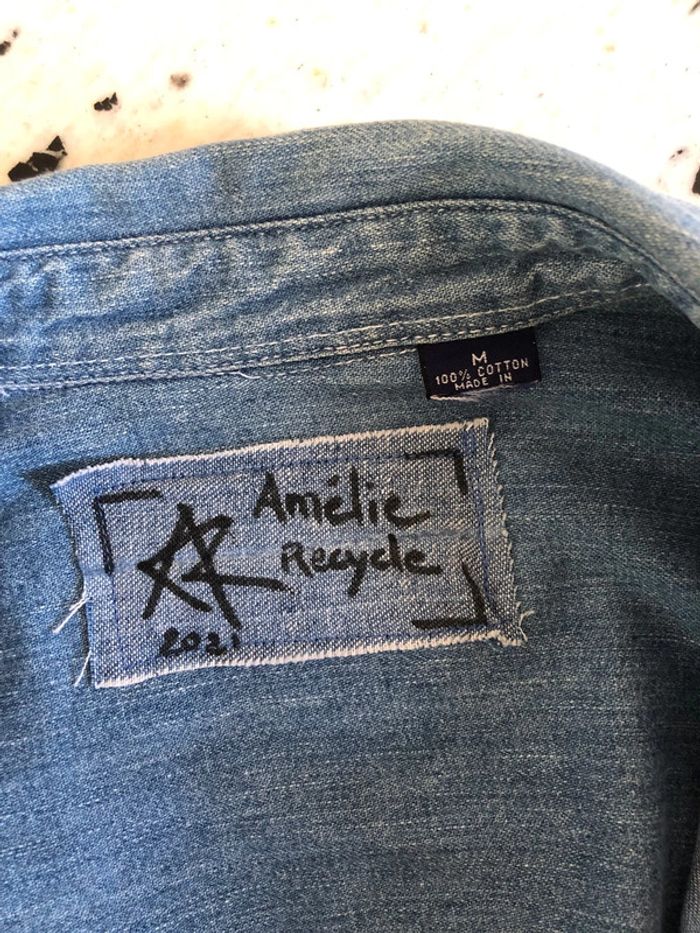 M
100% COTTON
MADE IN
Amélie
Recycle
2021